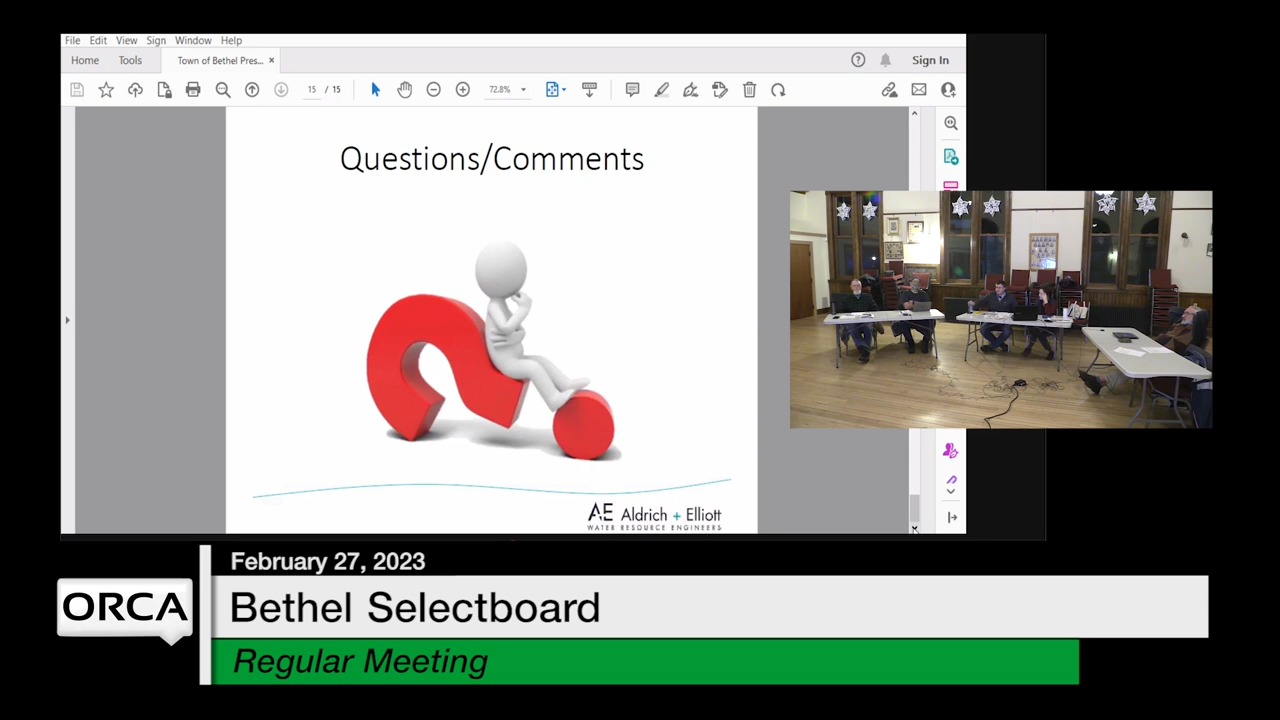 File Edit View Sign Window Help
Home Tools Town of Bethel Pres... × Sign In
15 / 15 72.8%
Questions/Comments
AE Aldrich + Elliott
WATER RESOURCE ENGINEERS
February 27, 2023
ORCA
Bethel Selectboard
Regular Meeting